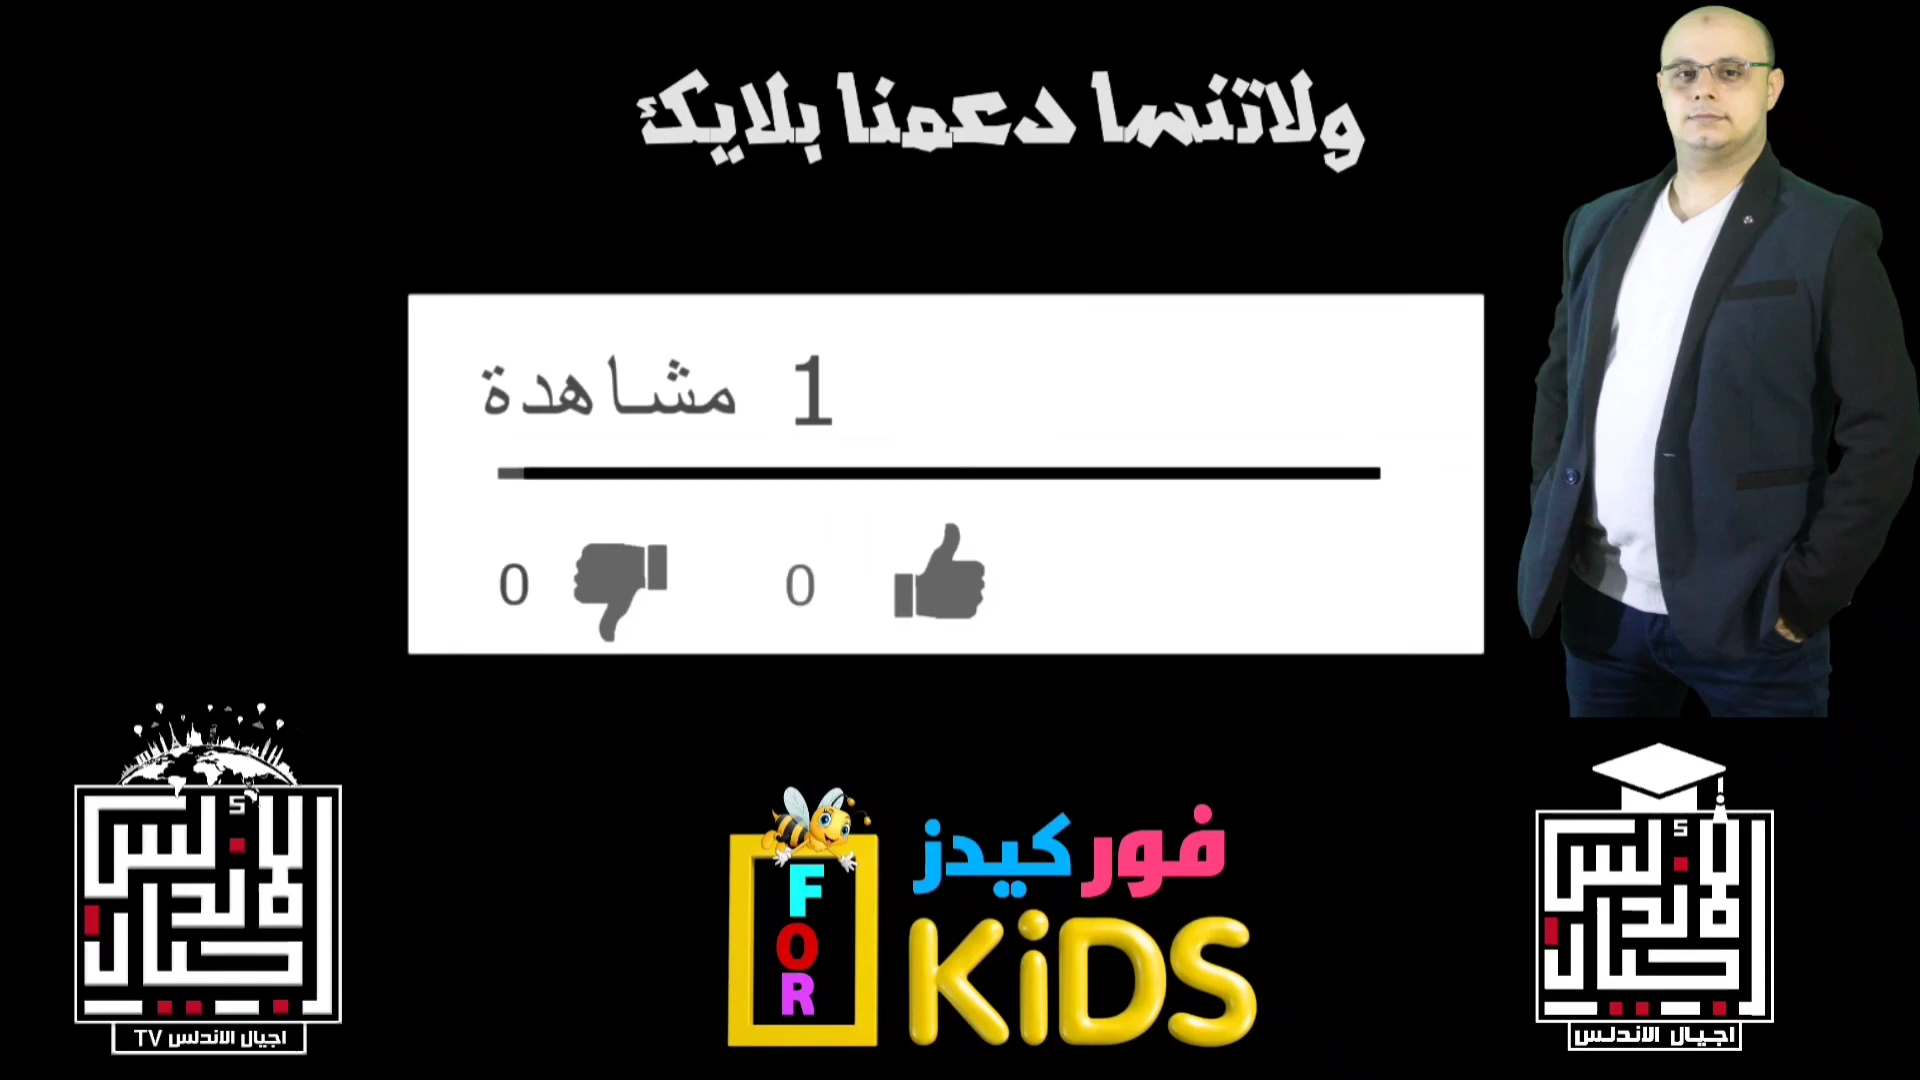 ولاتنسا دعمنا بلايك
1 مشاهدة
0 0
اجيال الاندلس TV
فور كيدز
FOR
KiDS
اجيال الاندلس